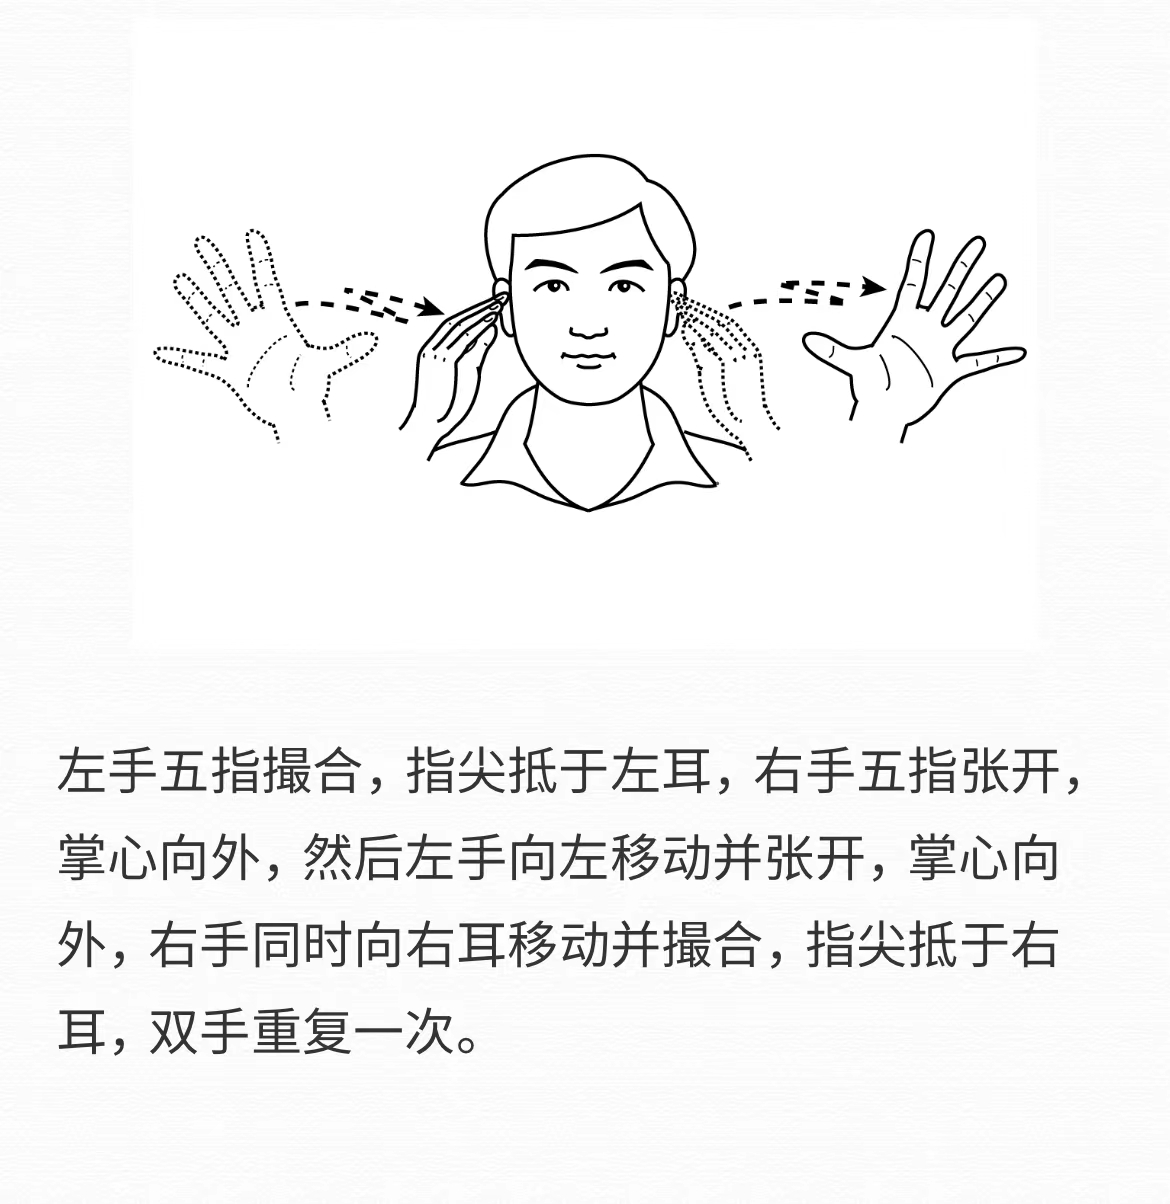 左手五指撮合，指尖抵于左耳，右手五指张开，
掌心向外，然后左手向左移动并张开，掌心向
外，右手同时向右耳移动并撮合，指尖抵于右
耳，双手重复一次。